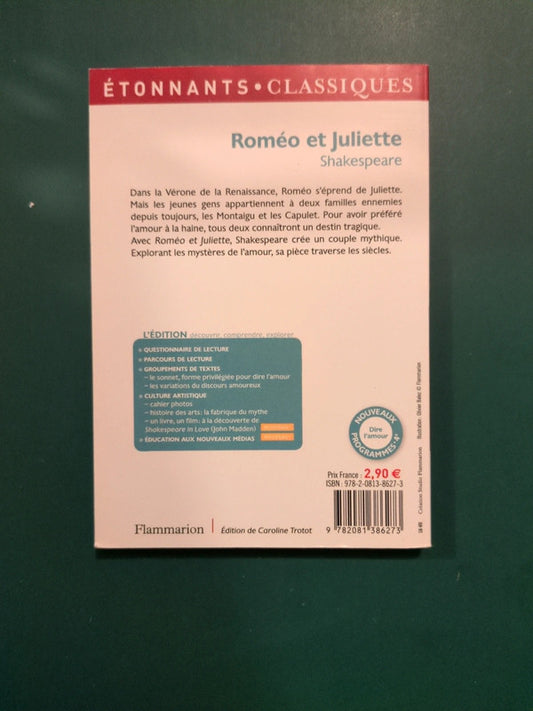 ÉTONNANTS • CLASSIQUES
Roméo et Juliette
Shakespeare
Dans la Vérone de la Renaissance, Roméo s'éprend de Juliette.
Mais les jeunes gens appartiennent à deux familles ennemies
depuis toujours, les Montaigu et les Capulet. Pour avoir préféré
l'amour à la haine, tous deux connaîtront un destin tragique.
Avec Roméo et Juliette, Shakespeare crée un couple mythique.
Explorant les mystères de l'amour, sa pièce traverse les siècles.
L'ÉDITION découvrir, comprendre, explorer
• QUESTIONNAIRE DE LECTURE
• PARCOURS DE LECTURE
• GROUPEMENTS DE TEXTES
– le sonnet, forme privilégiée pour dire l'amour
– les variations du discours amoureux
• CULTURE ARTISTIQUE
– cahier photos
– histoire des arts : la fabrique du mythe
– un livre, un film : à la découverte de
Shakespeare in Love (John Madden)
• ÉDUCATION AUX NOUVEAUX MÉDIAS
NOUVEAUX
Dire
l'amour
PROGRAMMES • 4e
Création Studio Flammarion
Prix France : 2,90 €
ISBN : 978-2-0813-8627-3
9 782081 386273
Flammarion
Édition de Caroline Trotot